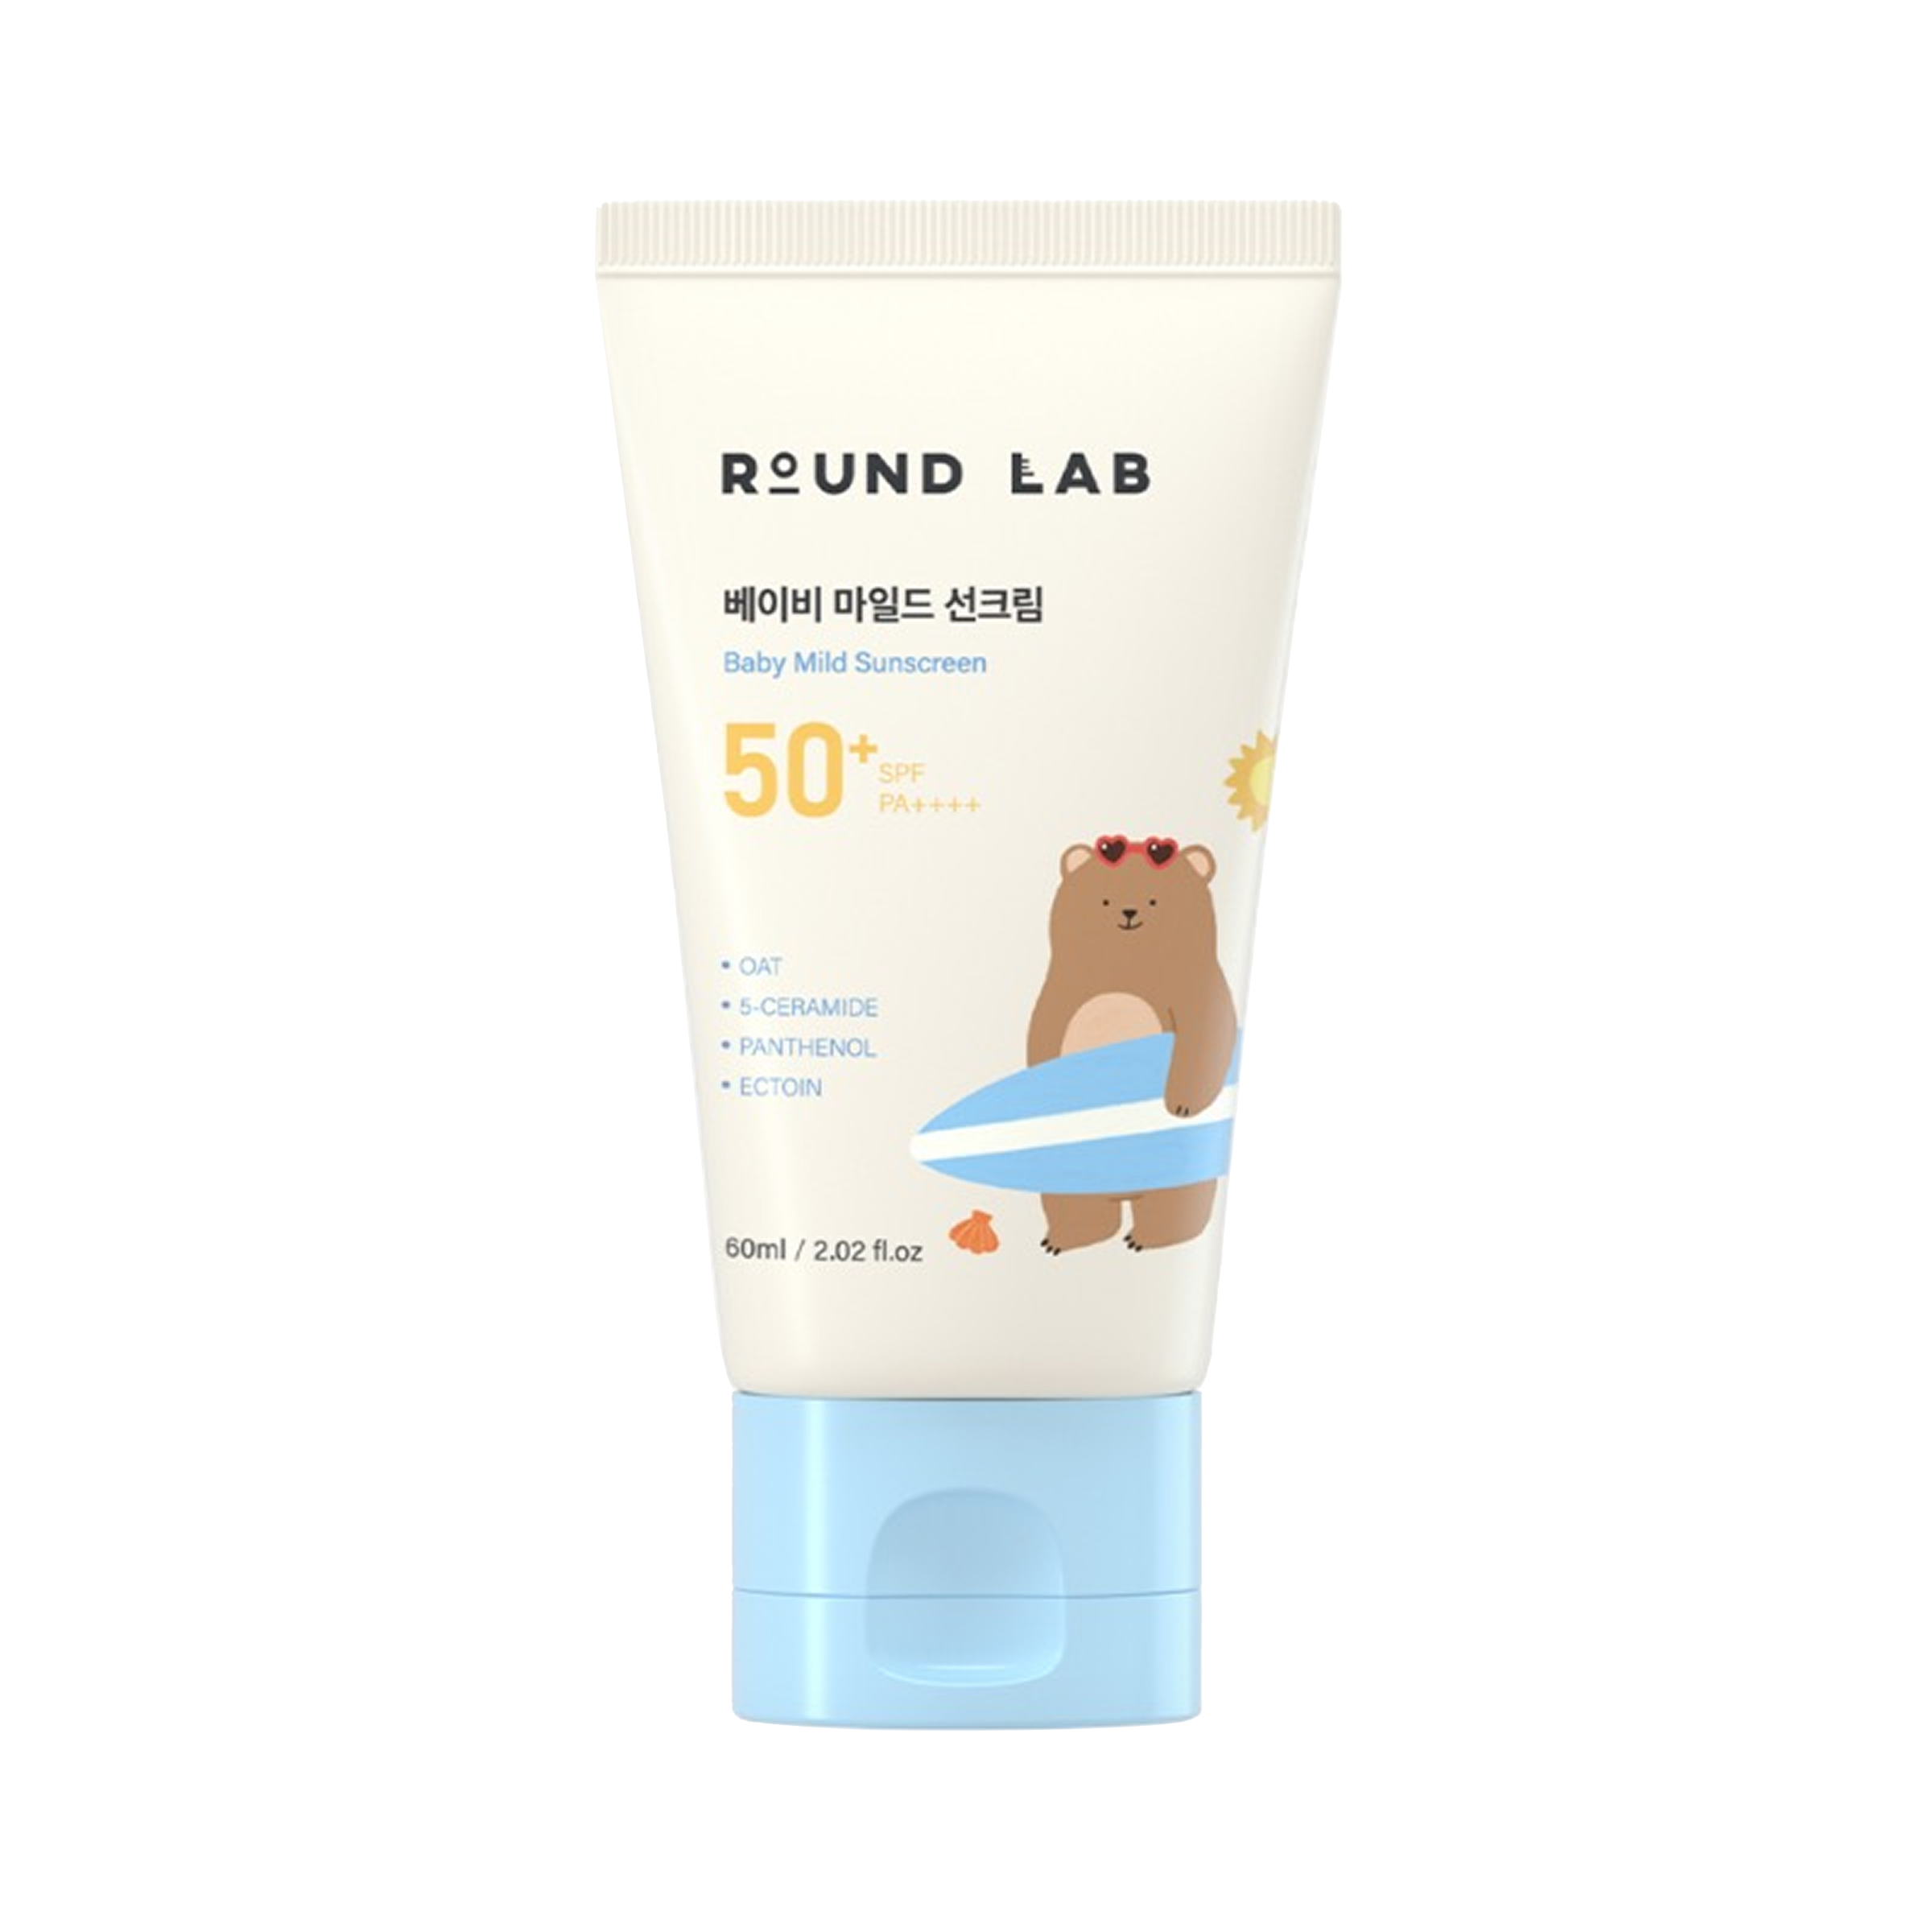 ROUND LAB
베이비 마일드 선크림
Baby Mild Sunscreen
50+ SPF
PA++++
• OAT
• 5-CERAMIDE
• PANTHENOL
• ECTOIN
60ml / 2.02 fl.oz